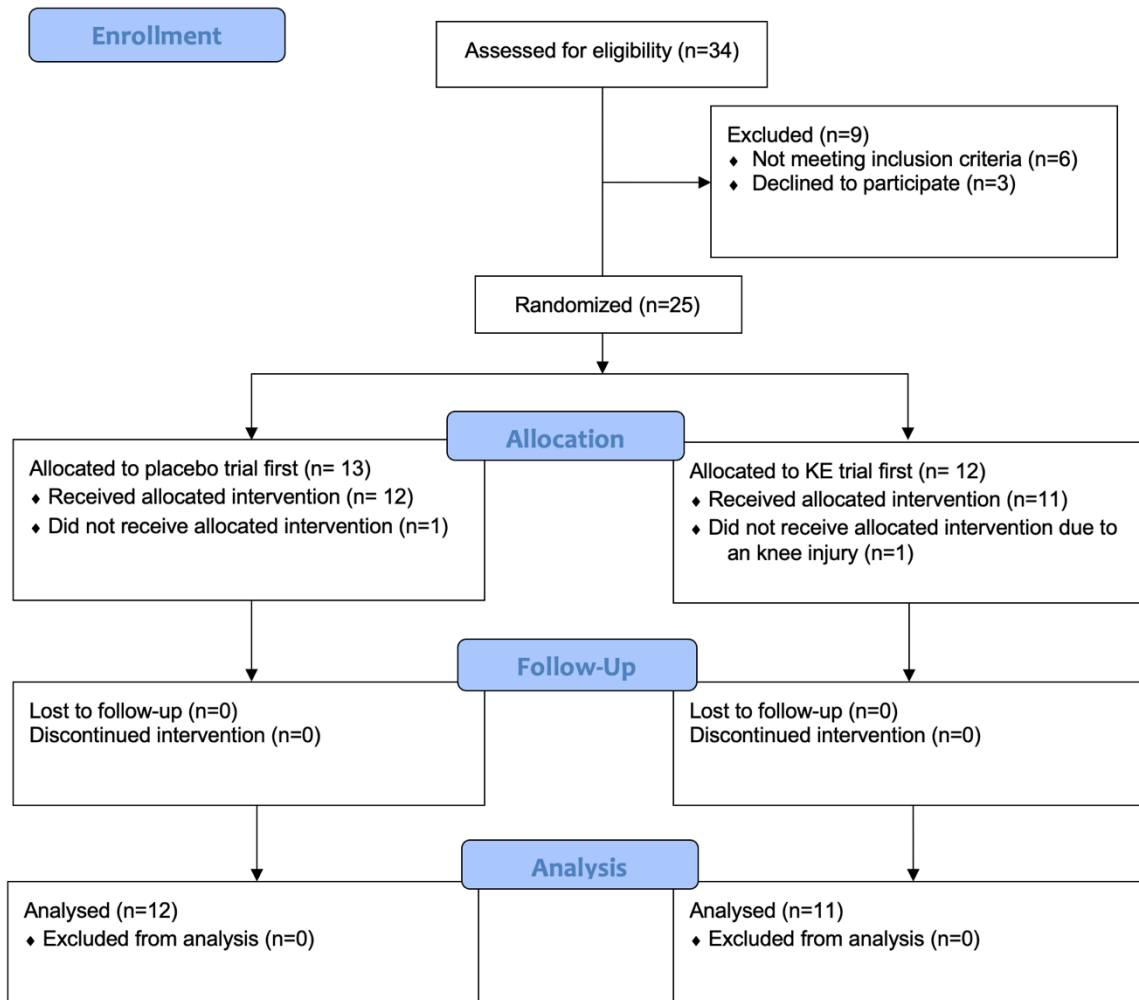 Enrollment
Assessed for eligibility (n=34)
Excluded (n=9)
♦ Not meeting inclusion criteria (n=6)
♦ Declined to participate (n=3)
Randomized (n=25)
Allocation
Allocated to placebo trial first (n= 13)
♦ Received allocated intervention (n= 12)
♦ Did not receive allocated intervention (n=1)
Allocated to KE trial first (n= 12)
♦ Received allocated intervention (n=11)
♦ Did not receive allocated intervention due to
an knee injury (n=1)
Follow-Up
Lost to follow-up (n=0)
Discontinued intervention (n=0)
Lost to follow-up (n=0)
Discontinued intervention (n=0)
Analysis
Analysed (n=12)
♦ Excluded from analysis (n=0)
Analysed (n=11)
♦ Excluded from analysis (n=0)